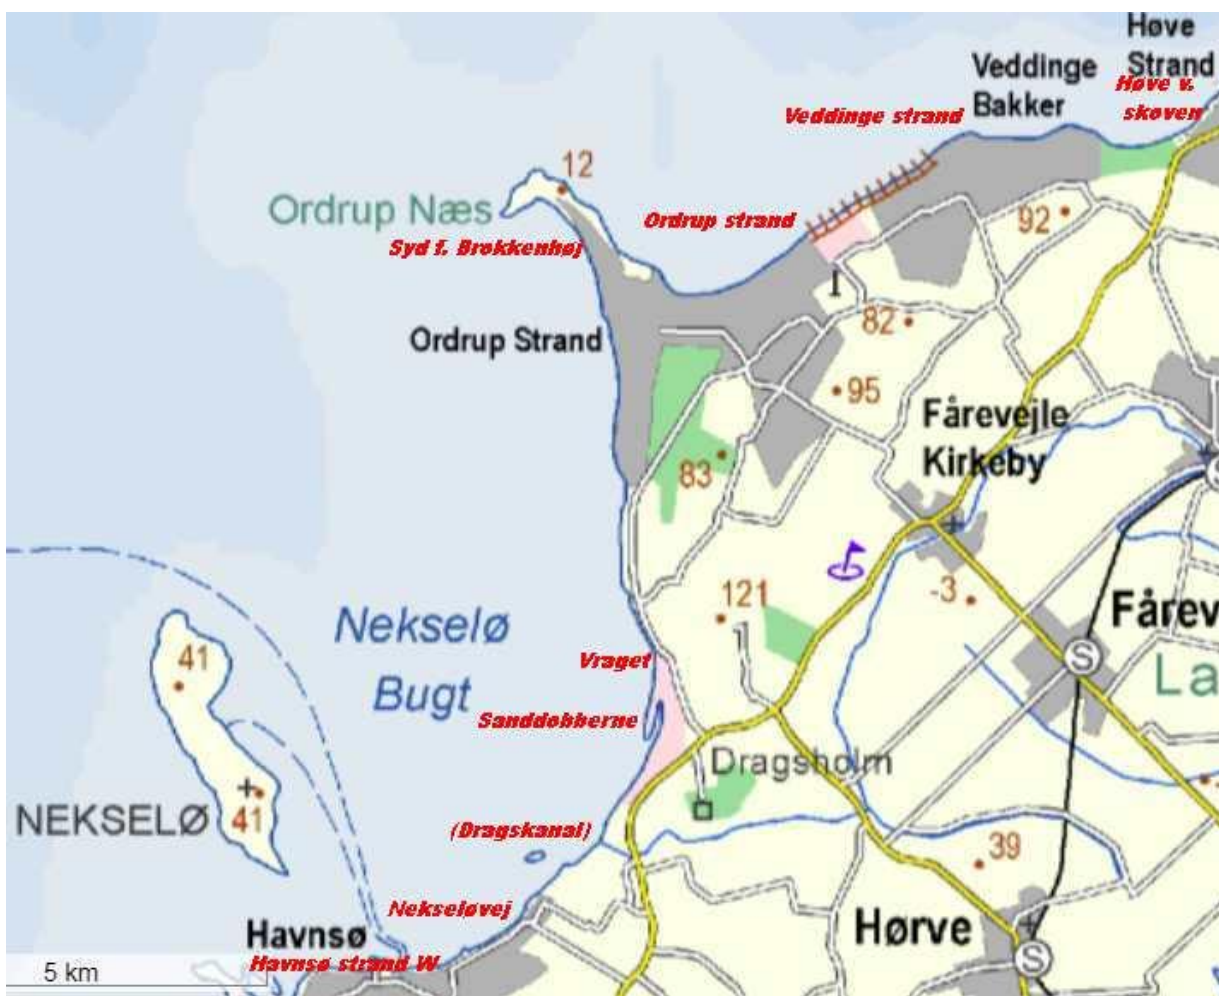 Høve
Strand
Høve v.
skoven
Veddinge
Bakker
Veddinge strand
12
Ordrup Næs
Ordrup strand
92
Syd f. Brokkenhøj
82
Ordrup Strand
95
Fårevejle
Kirkeby
83
121
-3
Fårev
Nekselø
Bugt
41
Vraget
S
La
Sanddobberne
Dragsholm
41
NEKSELØ
(Dragskanal)
39
Nekseløvej
Havnsø
Hørve
Havnsø strand W
S
5 km